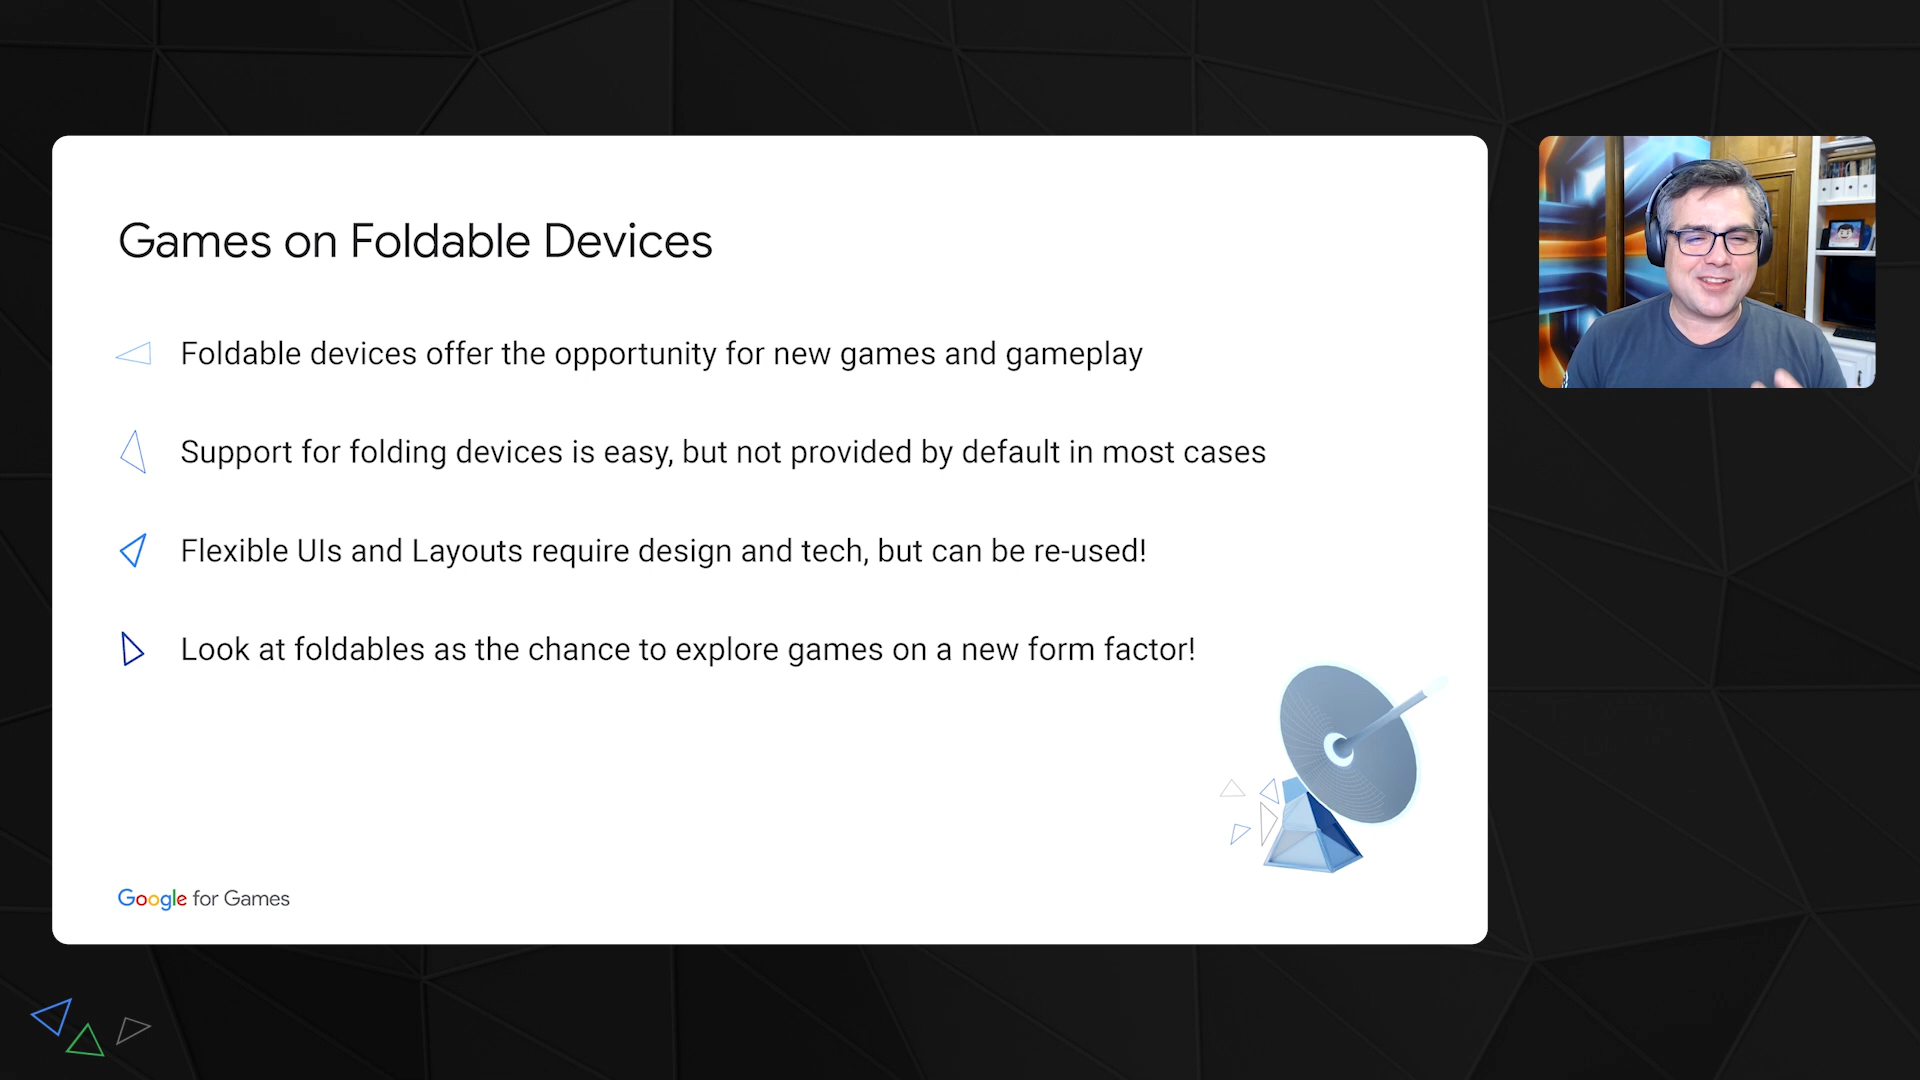 Games on Foldable Devices
Foldable devices offer the opportunity for new games and gameplay
Support for folding devices is easy, but not provided by default in most cases
Flexible UIs and Layouts require design and tech, but can be re-used!
Look at foldables as the chance to explore games on a new form factor!
Google for Games